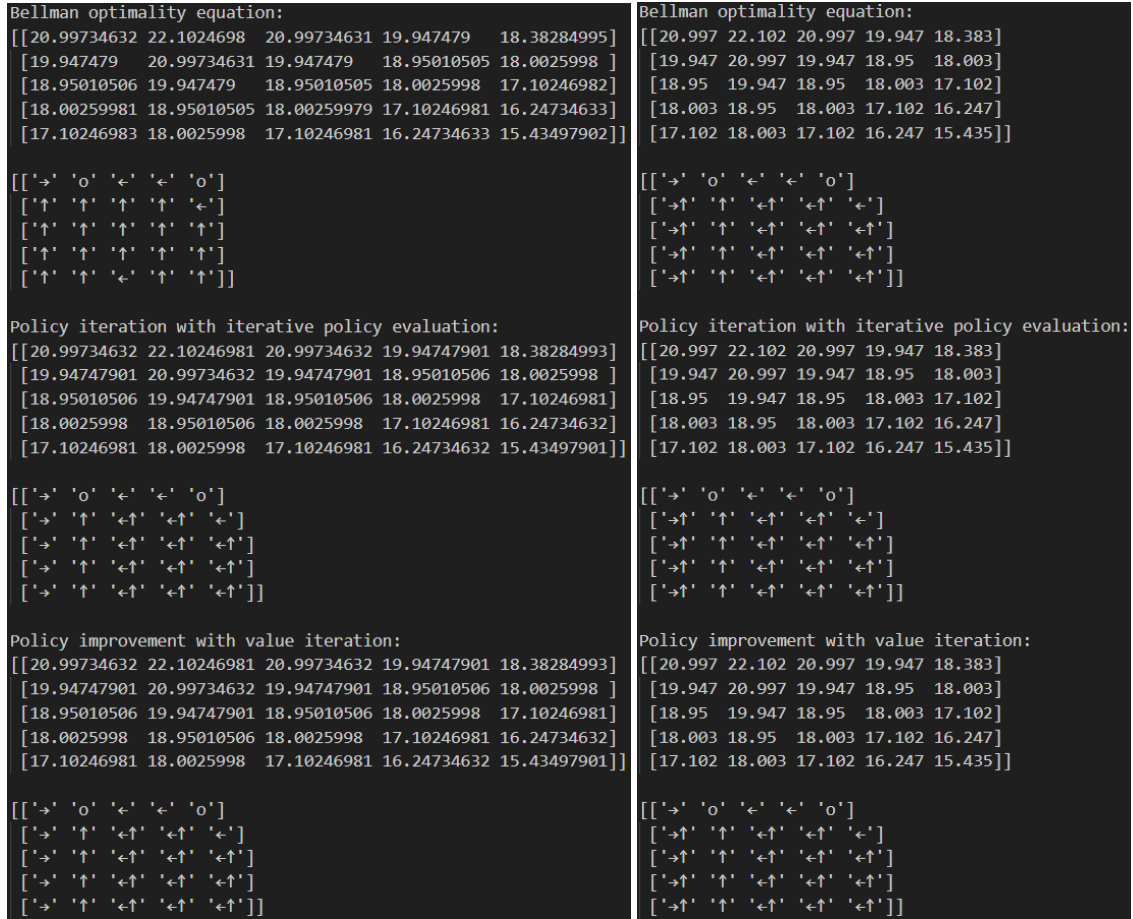 Bellman optimality equation:
[[20.99734632 22.1024698  20.99734631 19.947479   18.38284995]
 [19.947479   20.99734631 19.947479   18.95010505 18.0025998 ]
 [18.95010506 19.947479   18.95010505 18.0025998  17.10246982]
 [18.00259981 18.95010505 18.00259979 17.10246981 16.24734633]
 [17.10246983 18.0025998  17.10246981 16.24734633 15.43497902]]
[['→' 'o' '←' '←' 'o']
 ['↑' '↑' '↑' '↑' '←']
 ['↑' '↑' '↑' '↑' '↑']
 ['↑' '↑' '↑' '↑' '↑']
 ['↑' '↑' '←' '↑' '↑']]
Policy iteration with iterative policy evaluation:
[[20.99734632 22.10246981 20.99734632 19.94747901 18.38284993]
 [19.94747901 20.99734632 19.94747901 18.95010506 18.0025998 ]
 [18.95010506 19.94747901 18.95010506 18.0025998  17.10246981]
 [18.0025998  18.95010506 18.0025998  17.10246981 16.24734632]
 [17.10246981 18.0025998  17.10246981 16.24734632 15.43497901]]
[['→' 'o' '←' '←' 'o']
 ['→' '↑' '←↑' '←↑' '←']
 ['→' '↑' '←↑' '←↑' '←↑']
 ['→' '↑' '←↑' '←↑' '←↑']
 ['→' '↑' '←↑' '←↑' '←↑']]
Policy improvement with value iteration:
[[20.99734632 22.10246981 20.99734632 19.94747901 18.38284993]
 [19.94747901 20.99734632 19.94747901 18.95010506 18.0025998 ]
 [18.95010506 19.94747901 18.95010506 18.0025998  17.10246981]
 [18.0025998  18.95010506 18.0025998  17.10246981 16.24734632]
 [17.10246981 18.0025998  17.10246981 16.24734632 15.43497901]]
[['→' 'o' '←' '←' 'o']
 ['→' '↑' '←↑' '←↑' '←']
 ['→' '↑' '←↑' '←↑' '←↑']
 ['→' '↑' '←↑' '←↑' '←↑']
 ['→' '↑' '←↑' '←↑' '←↑']]
Bellman optimality equation:
[[20.997 22.102 20.997 19.947 18.383]
 [19.947 20.997 19.947 18.95  18.003]
 [18.95  19.947 18.95  18.003 17.102]
 [18.003 18.95  18.003 17.102 16.247]
 [17.102 18.003 17.102 16.247 15.435]]
[['→' 'o' '←' '←' 'o']
 ['→↑' '↑' '←↑' '←↑' '←']
 ['→↑' '↑' '←↑' '←↑' '←↑']
 ['→↑' '↑' '←↑' '←↑' '←↑']
 ['→↑' '↑' '←↑' '←↑' '←↑']]
Policy iteration with iterative policy evaluation:
[[20.997 22.102 20.997 19.947 18.383]
 [19.947 20.997 19.947 18.95  18.003]
 [18.95  19.947 18.95  18.003 17.102]
 [18.003 18.95  18.003 17.102 16.247]
 [17.102 18.003 17.102 16.247 15.435]]
[['→' 'o' '←' '←' 'o']
 ['→↑' '↑' '←↑' '←↑' '←']
 ['→↑' '↑' '←↑' '←↑' '←↑']
 ['→↑' '↑' '←↑' '←↑' '←↑']
 ['→↑' '↑' '←↑' '←↑' '←↑']]
Policy improvement with value iteration:
[[20.997 22.102 20.997 19.947 18.383]
 [19.947 20.997 19.947 18.95  18.003]
 [18.95  19.947 18.95  18.003 17.102]
 [18.003 18.95  18.003 17.102 16.247]
 [17.102 18.003 17.102 16.247 15.435]]
[['→' 'o' '←' '←' 'o']
 ['→↑' '↑' '←↑' '←↑' '←']
 ['→↑' '↑' '←↑' '←↑' '←↑']
 ['→↑' '↑' '←↑' '←↑' '←↑']
 ['→↑' '↑' '←↑' '←↑' '←↑']]